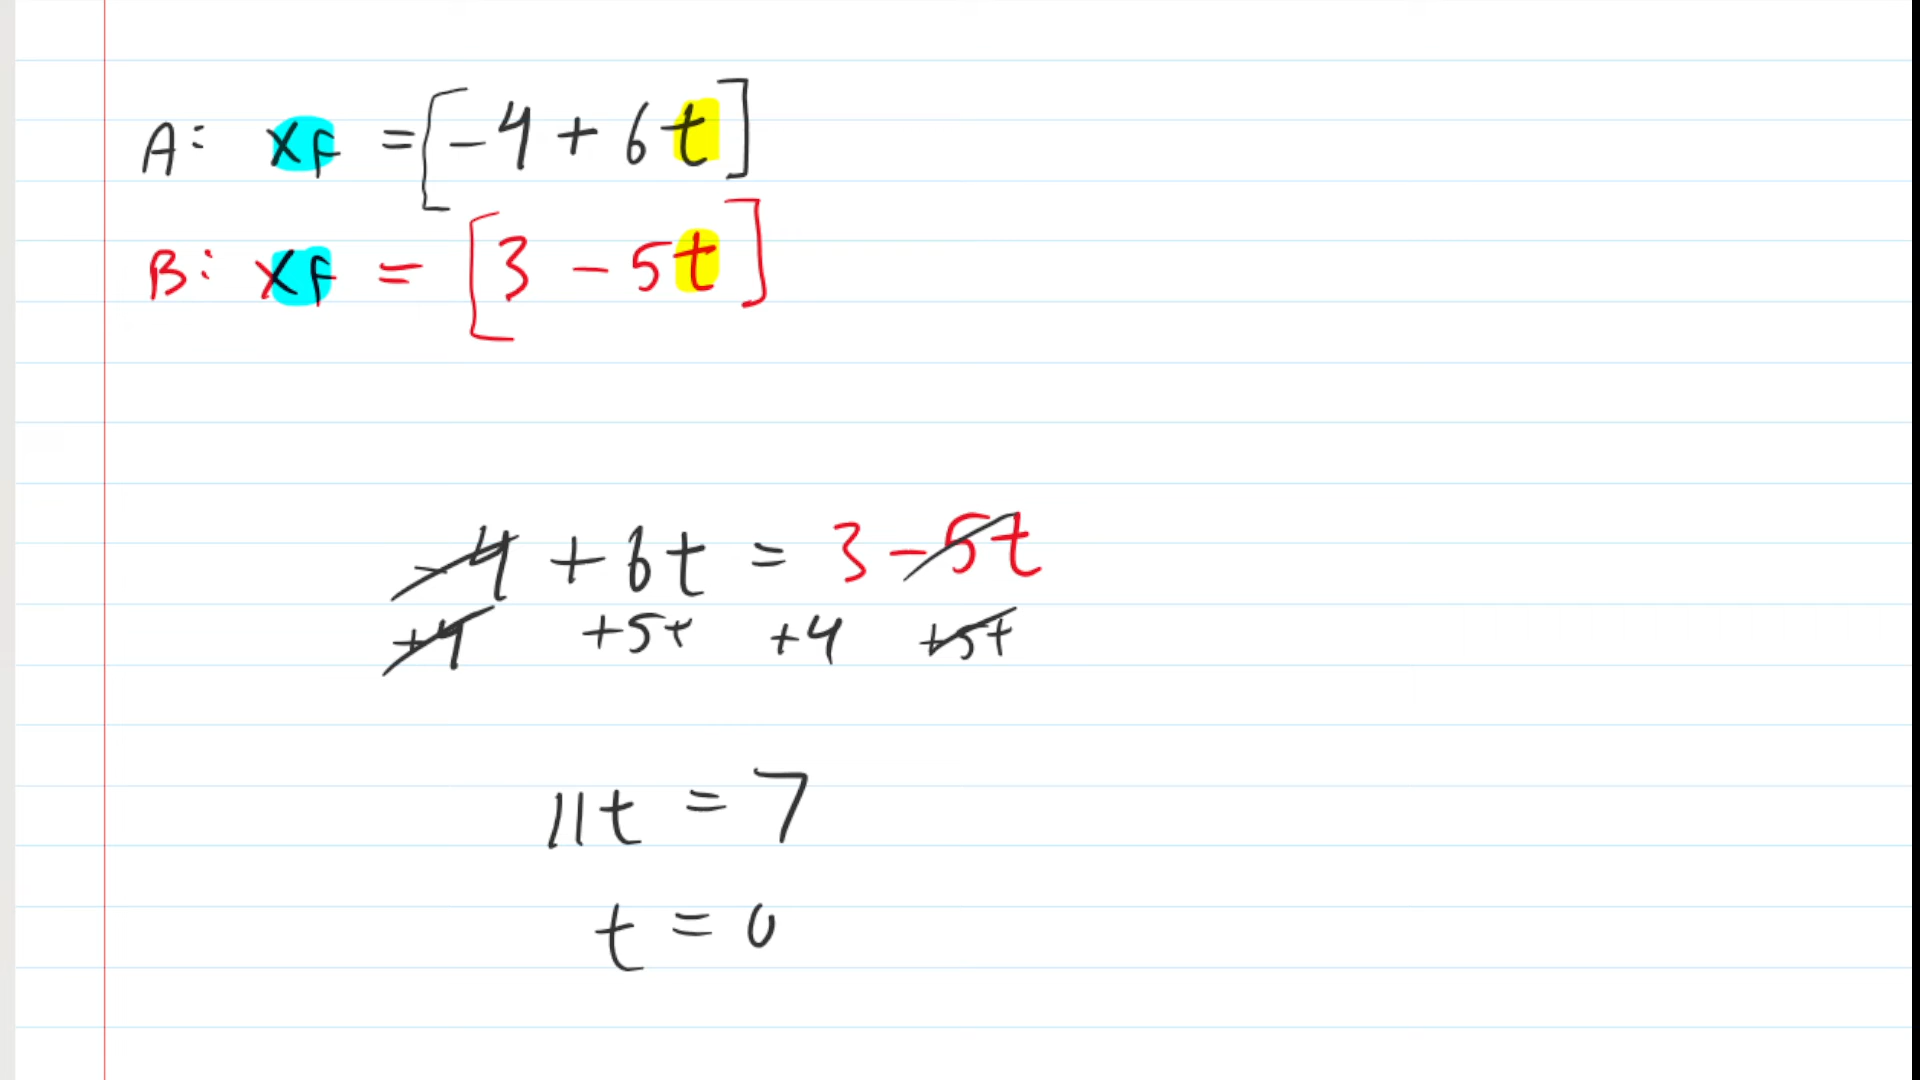 A: xF = [-4 + 6t]
B: xF = [3 - 5t]
-4 + 6t = 3 - 5t
+4 +5t +4 +5t
11t = 7
t = 0